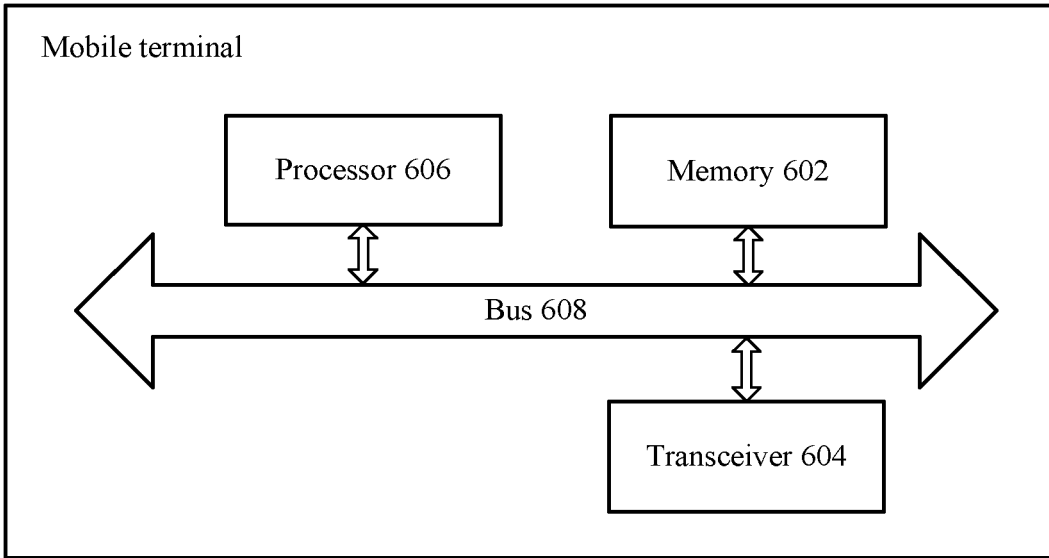 Mobile terminal
Processor 606
Memory 602
Bus 608
Transceiver 604